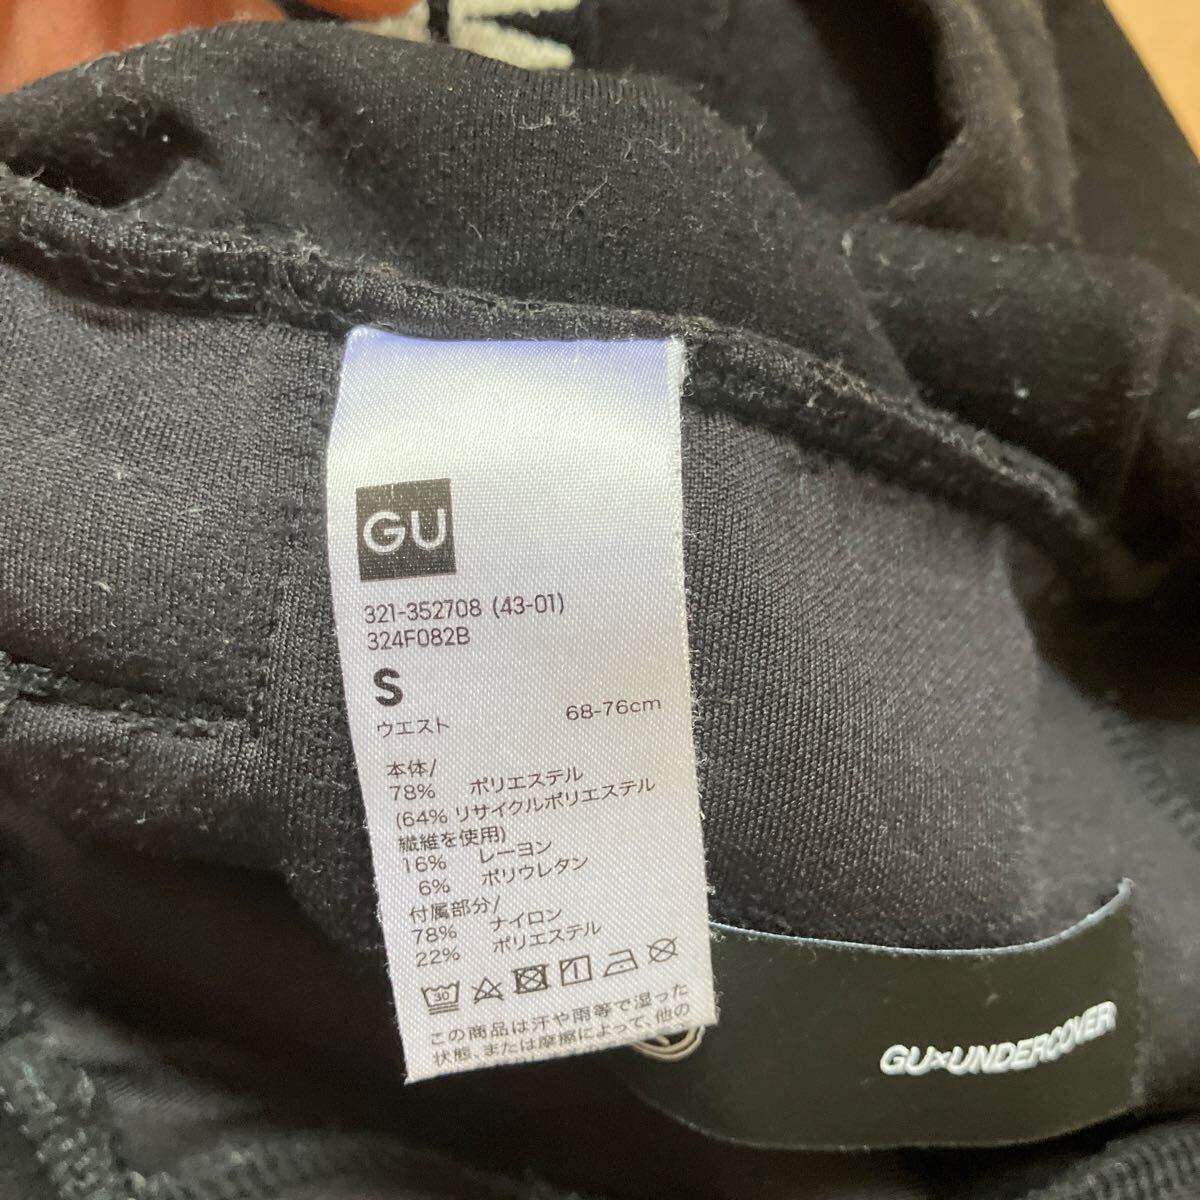 GU
321-352708 (43-01)
324F082B
S
ウエスト 68-76cm
本体/
78% ポリエステル
(64% リサイクルポリエステル
繊維を使用)
16% レーヨン
6% ポリウレタン
付属部分/
78% ナイロン
22% ポリエステル
30
この商品は汗や雨等で湿った
状態、または摩擦によって、他の
GU×UNDERCOVER